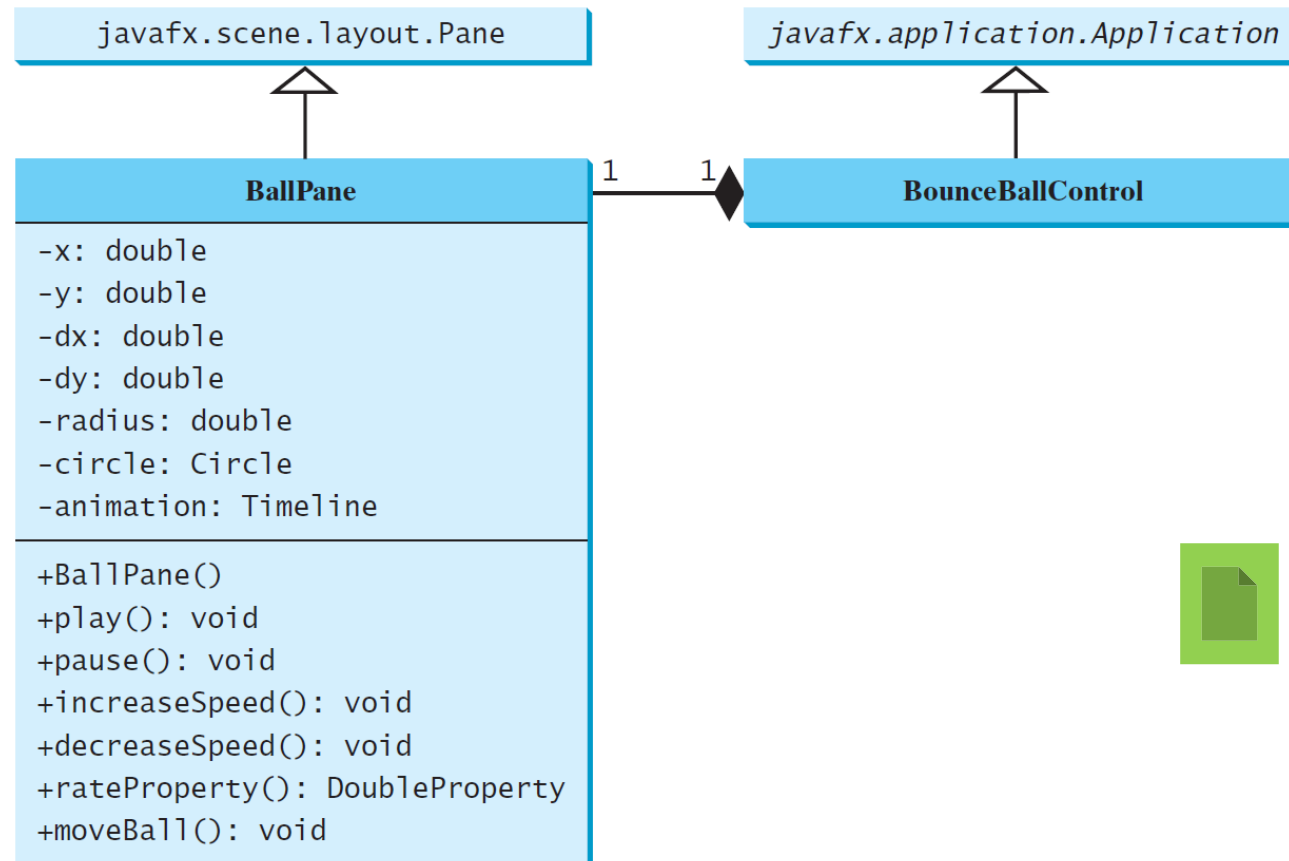 javafx.scene.layout.Pane
javafx.application.Application
BallPane
1
1
BounceBallControl
-x: double
-y: double
-dx: double
-dy: double
-radius: double
-circle: Circle
-animation: Timeline
+BallPane()
+play(): void
+pause(): void
+increaseSpeed(): void
+decreaseSpeed(): void
+rateProperty(): DoubleProperty
+moveBall(): void